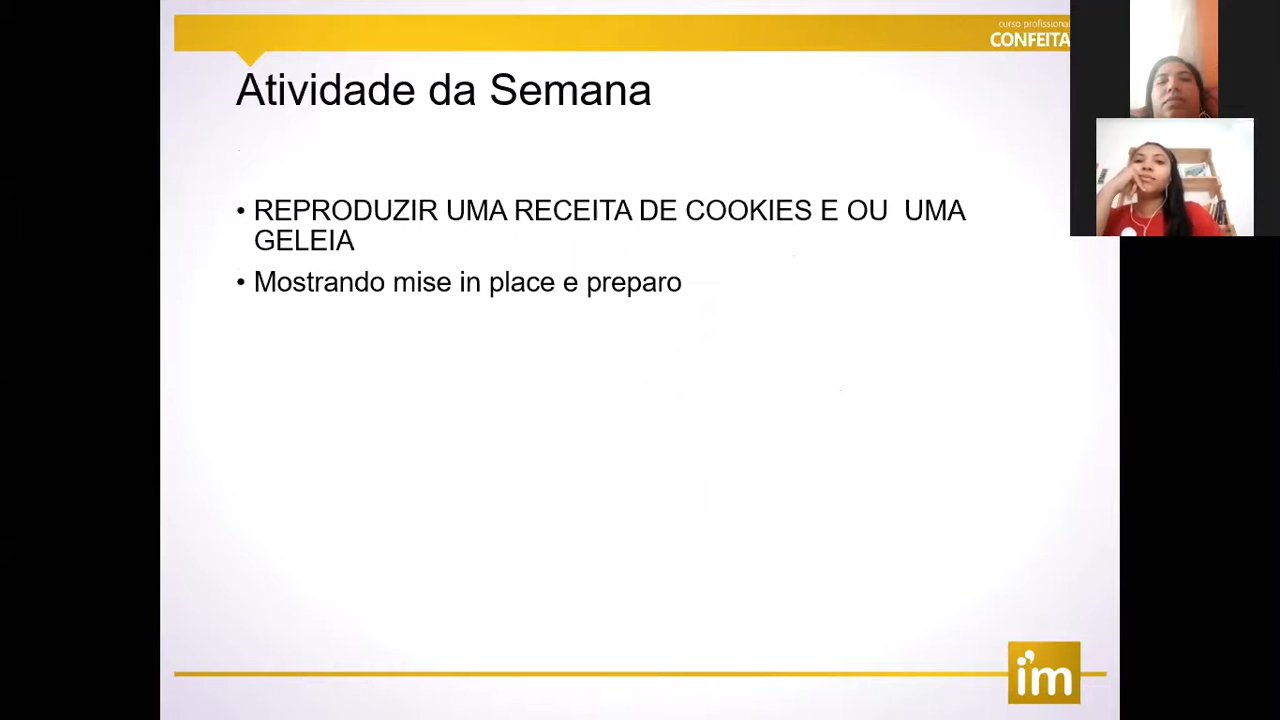 curso profissional
CONFEITA
Atividade da Semana
• REPRODUZIR UMA RECEITA DE COOKIES E OU UMA
GELEIA
• Mostrando mise in place e preparo
i'm